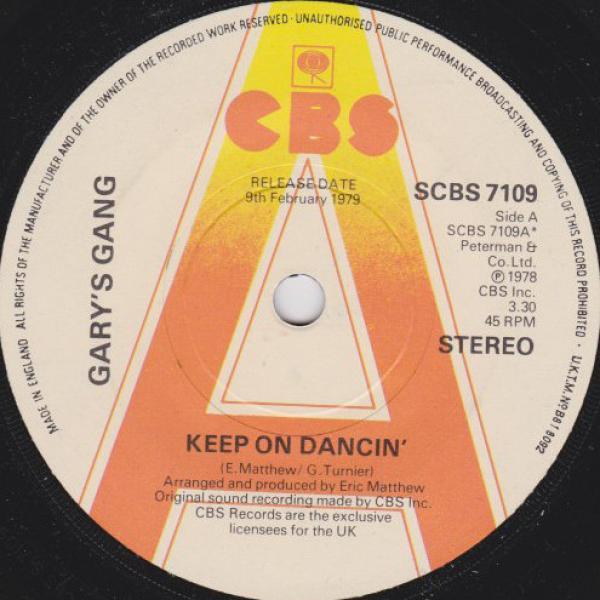 MADE IN ENGLAND   ALL RIGHTS OF THE MANUFACTURER AND OF THE OWNER OF THE RECORDED WORK RESERVED · UNAUTHORISED PUBLIC PERFORMANCE BROADCASTING AND COPYING OF THIS RECORD PROHIBITED · U.K.T.M. Nº B 818092
CBS
RELEASE DATE
9th February 1979
GARY'S GANG
SCBS 7109
Side A
SCBS 7109A*
Peterman &
Co.Ltd.
℗ 1978
CBS Inc.
3.30
45 RPM
STEREO
A
KEEP ON DANCIN'
(E. Matthew/ G. Turnier)
Arranged and produced by Eric Matthew
Original sound recording made by CBS Inc.
CBS Records are the exclusive
licensees for the UK